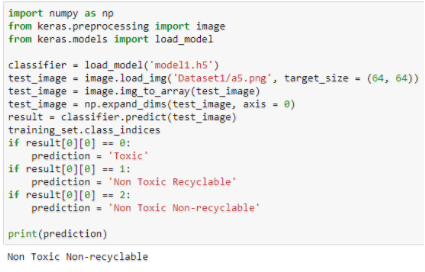 import numpy as np
from keras.preprocessing import image
from keras.models import load_model
classifier = load_model('model1.h5')
test_image = image.load_img('Dataset1/a5.png', target_size = (64, 64))
test_image = image.img_to_array(test_image)
test_image = np.expand_dims(test_image, axis = 0)
result = classifier.predict(test_image)
training_set.class_indices
if result[0][0] == 0:
    prediction = 'Toxic'
if result[0][0] == 1:
    prediction = 'Non Toxic Recyclable'
if result[0][0] == 2:
    prediction = 'Non Toxic Non-recyclable'
print(prediction)
Non Toxic Non-recyclable